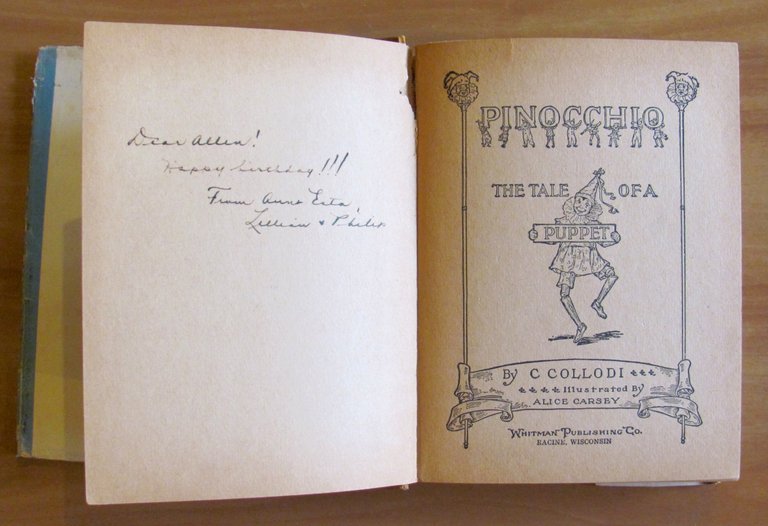 Dear Allen!
Happy birthday!!!
From Aunt Esta,
Lillian & Philip
PINOCCHIO
THE TALE OF A
PUPPET
By C COLLODI
Illustrated By
ALICE CARSEY
WHITMAN PUBLISHING CO.
RACINE, WISCONSIN